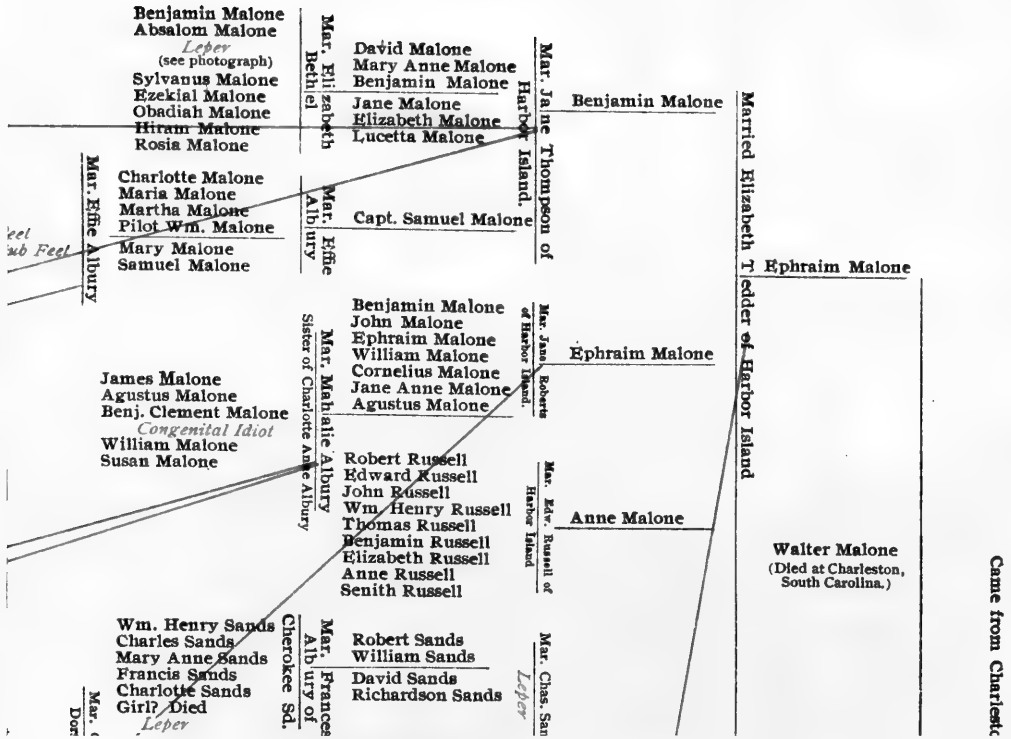 Benjamin Malone
Absalom Malone
Leper
(see photograph)
Sylvanus Malone
Ezekial Malone
Obadiah Malone
Hiram Malone
Rosia Malone
Mar. Elizabeth
Bethel
David Malone
Mary Anne Malone
Benjamin Malone
Jane Malone
Elizabeth Malone
Lucetta Malone
Mar. Jane Thompson of
Harbor Island.
Benjamin Malone
Married Elizabeth Tedder of Harbor Island
Ephraim Malone
Mar. Effie Albury
Feet
Charlotte Malone
Maria Malone
Martha Malone
Pilot Wm. Malone
Mary Malone
Samuel Malone
Mar. Effie
Albury
Capt. Samuel Malone
James Malone
Agustus Malone
Benj. Clement Malone
Congenital Idiot
William Malone
Susan Malone
Mar. Mahalie Albury
Sister of Charlotte Anne Albury
Benjamin Malone
John Malone
Ephraim Malone
William Malone
Cornelius Malone
Jane Anne Malone
Agustus Malone
Mar. Jane Roberts
of Harbor Island.
Ephraim Malone
Robert Russell
Edward Russell
John Russell
Wm. Henry Russell
Thomas Russell
Benjamin Russell
Elizabeth Russell
Anne Russell
Senith Russell
Mar. Edw. Russell of
Harbor Island
Anne Malone
Walter Malone
(Died at Charleston,
South Carolina.)
Came from Charlesto
Wm. Henry Sands
Charles Sands
Mary Anne Sands
Francis Sands
Charlotte Sands
Girl? Died
Leper
Mar.
Dor
Mar. Frances
Albury of
Cherokee Sd.
Robert Sands
William Sands
David Sands
Richardson Sands
Mar. Chas. San
Leper